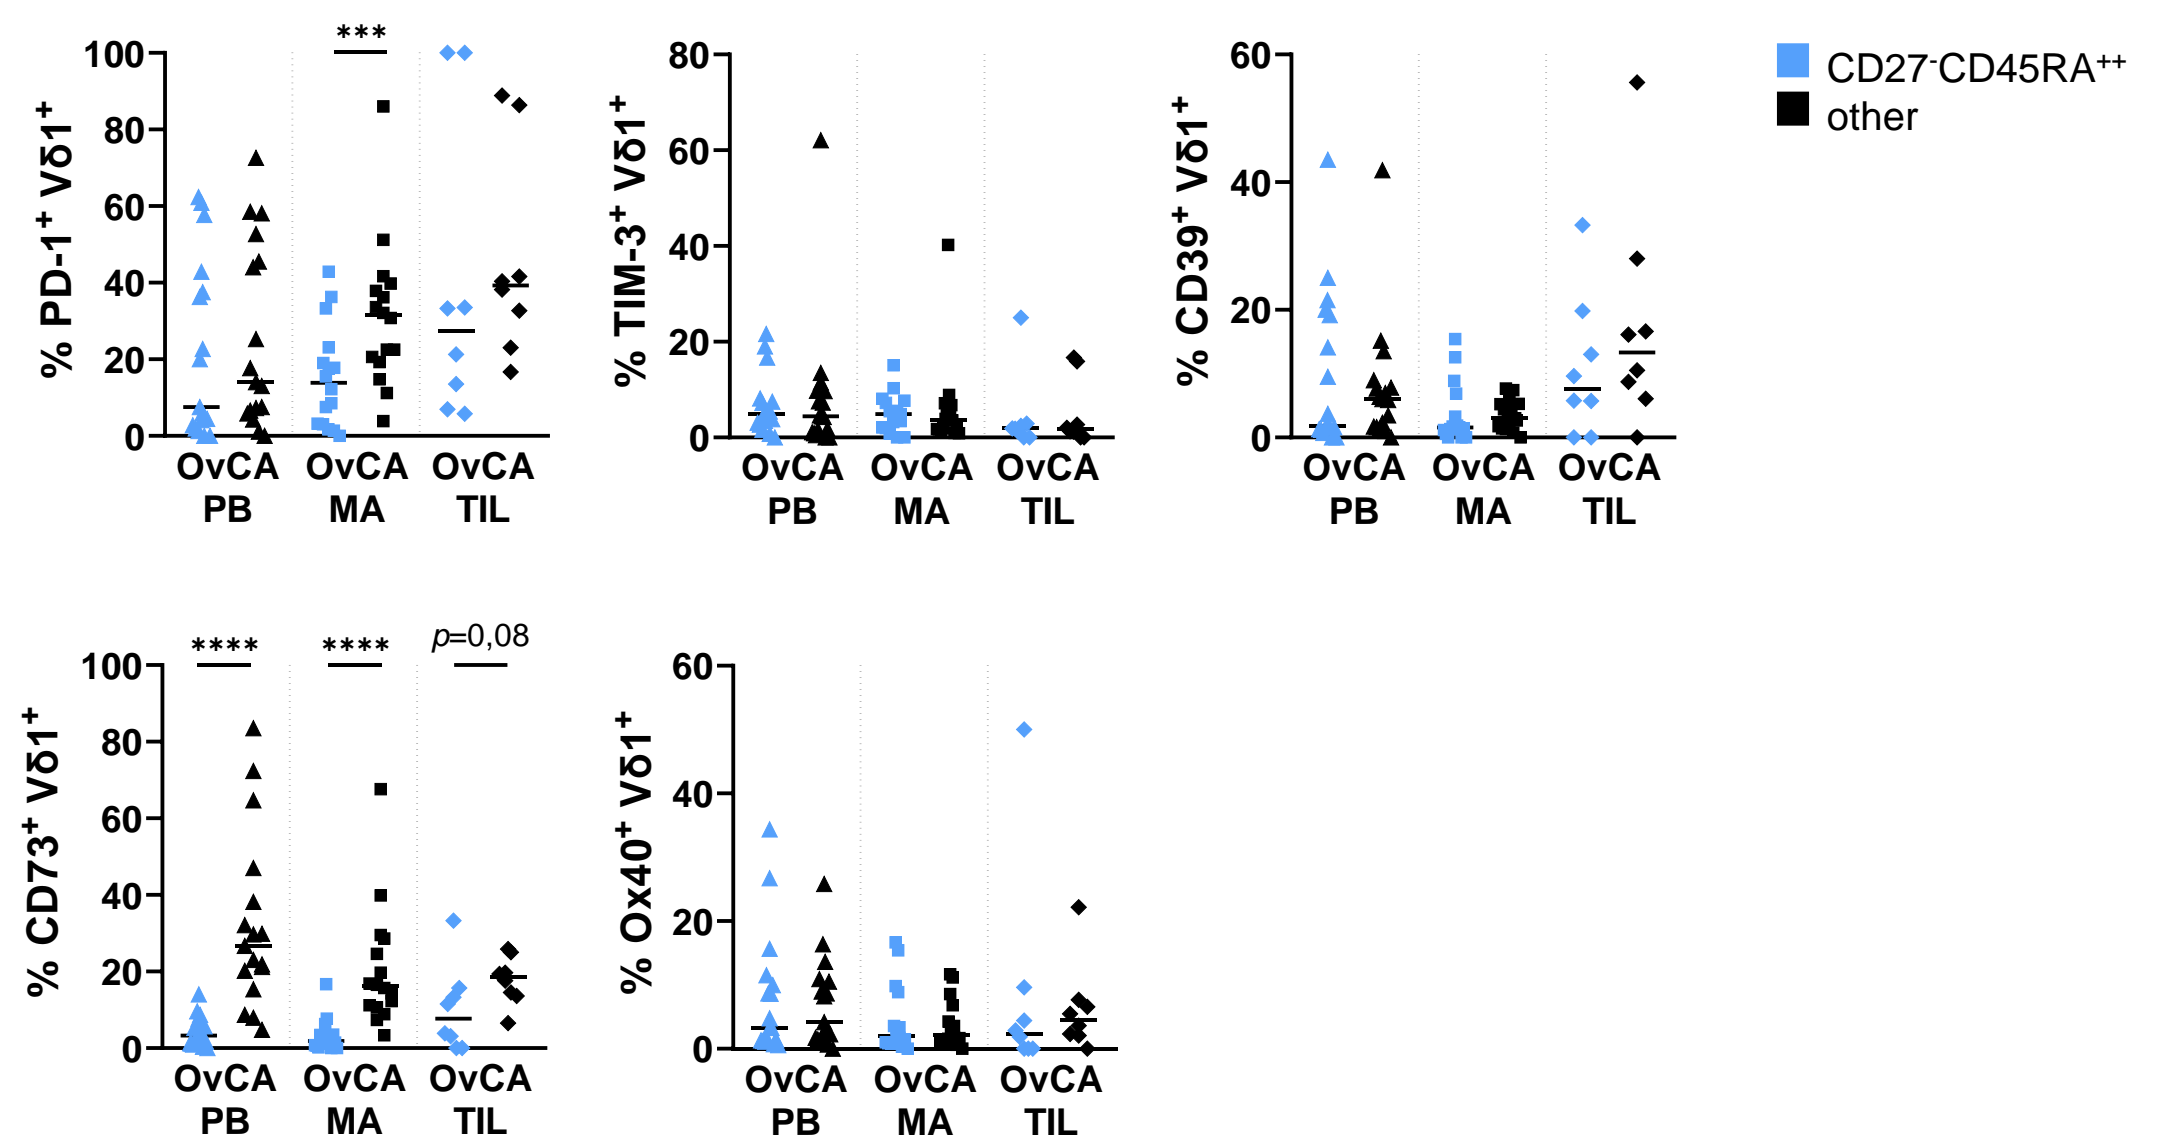 % PD-1⁺ Vδ1⁺
100
80
60
40
20
0
***
OvCA OvCA OvCA
PB MA TIL
% TIM-3⁺ Vδ1⁺
80
60
40
20
0
OvCA OvCA OvCA
PB MA TIL
% CD39⁺ Vδ1⁺
60
40
20
0
OvCA OvCA OvCA
PB MA TIL
CD27⁻CD45RA⁺⁺
other
% CD73⁺ Vδ1⁺
100
80
60
40
20
0
**** **** p=0,08
OvCA OvCA OvCA
PB MA TIL
% Ox40⁺ Vδ1⁺
60
40
20
0
OvCA OvCA OvCA
PB MA TIL